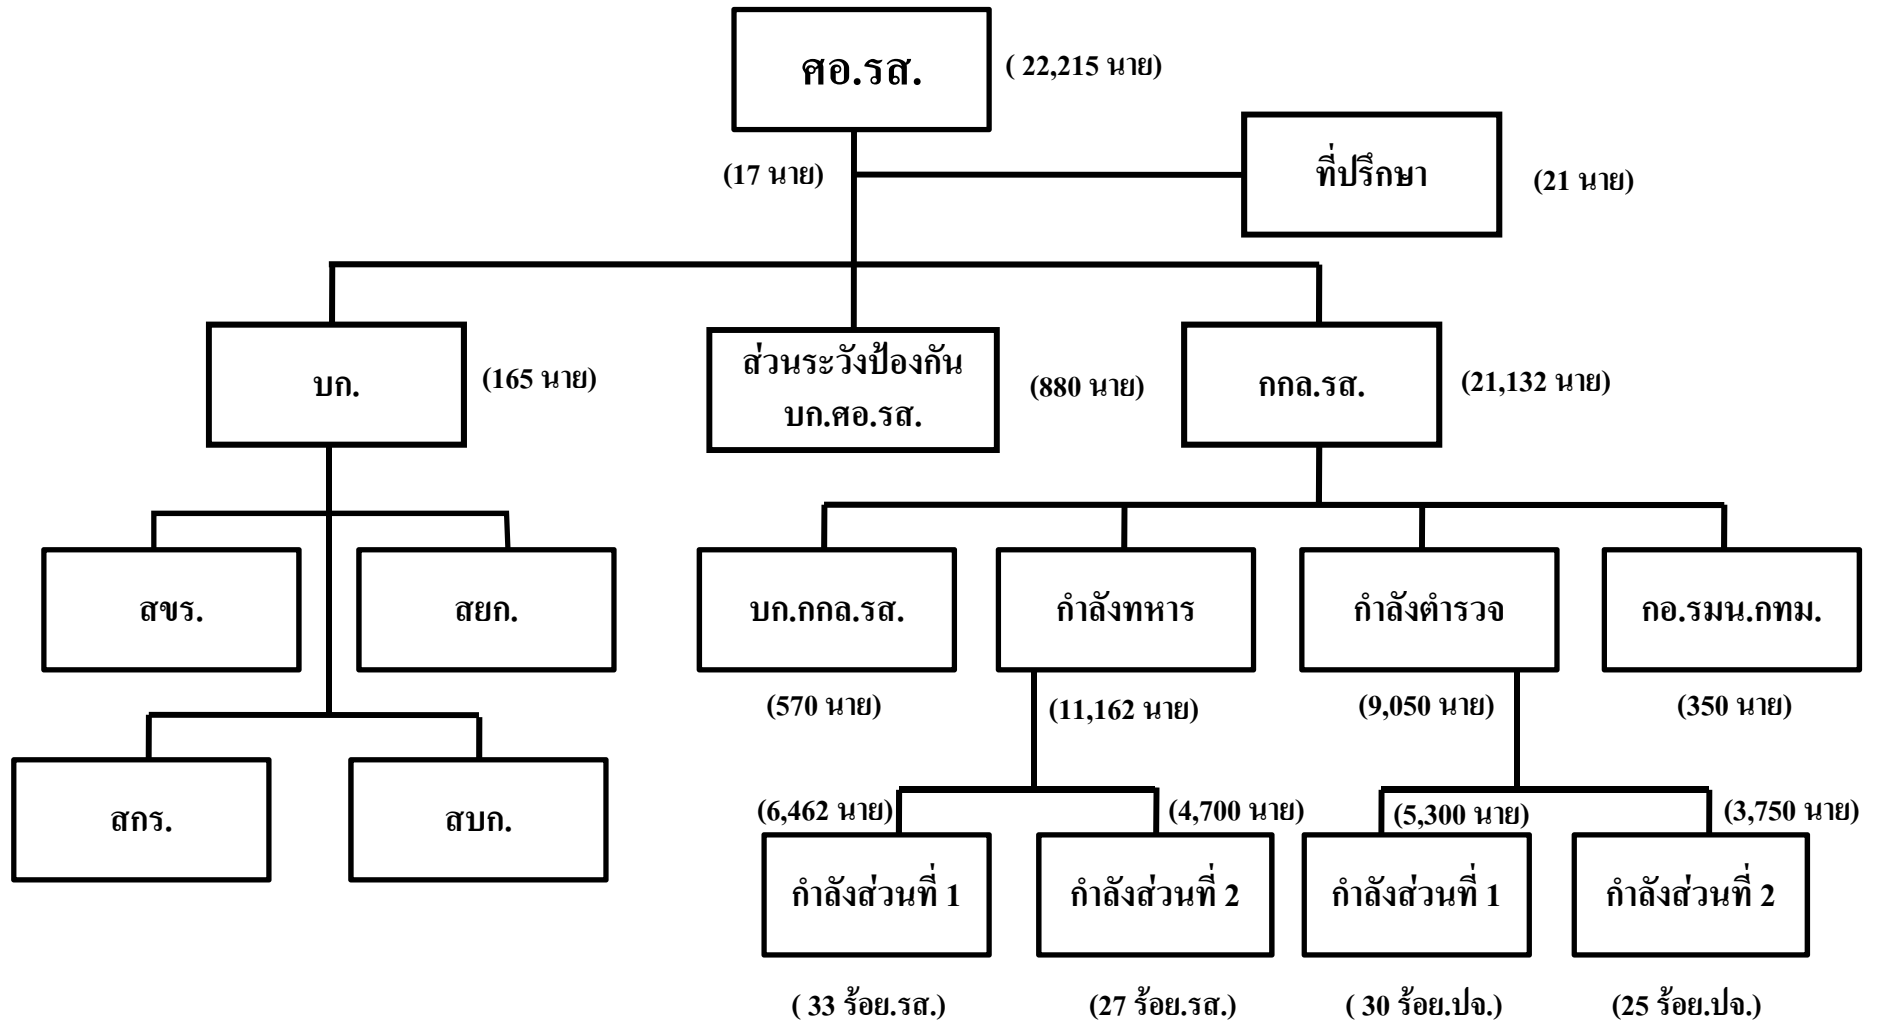 ศอ.รส.
( 22,215 นาย)
(17 นาย)
ที่ปรึกษา
(21 นาย)
บก.
(165 นาย)
ส่วนระวังป้องกัน
บก.ศอ.รส.
(880 นาย)
กกล.รส.
(21,132 นาย)
สขร.
สยก.
บก.กกล.รส.
กำลังทหาร
กำลังตำรวจ
กอ.รมน.กทม.
(570 นาย)
(11,162 นาย)
(9,050 นาย)
(350 นาย)
สกร.
สบก.
(6,462 นาย)
(4,700 นาย)
(5,300 นาย)
(3,750 นาย)
กำลังส่วนที่ 1
กำลังส่วนที่ 2
กำลังส่วนที่ 1
กำลังส่วนที่ 2
( 33 ร้อย.รส.)
(27 ร้อย.รส.)
( 30 ร้อย.ปจ.)
(25 ร้อย.ปจ.)